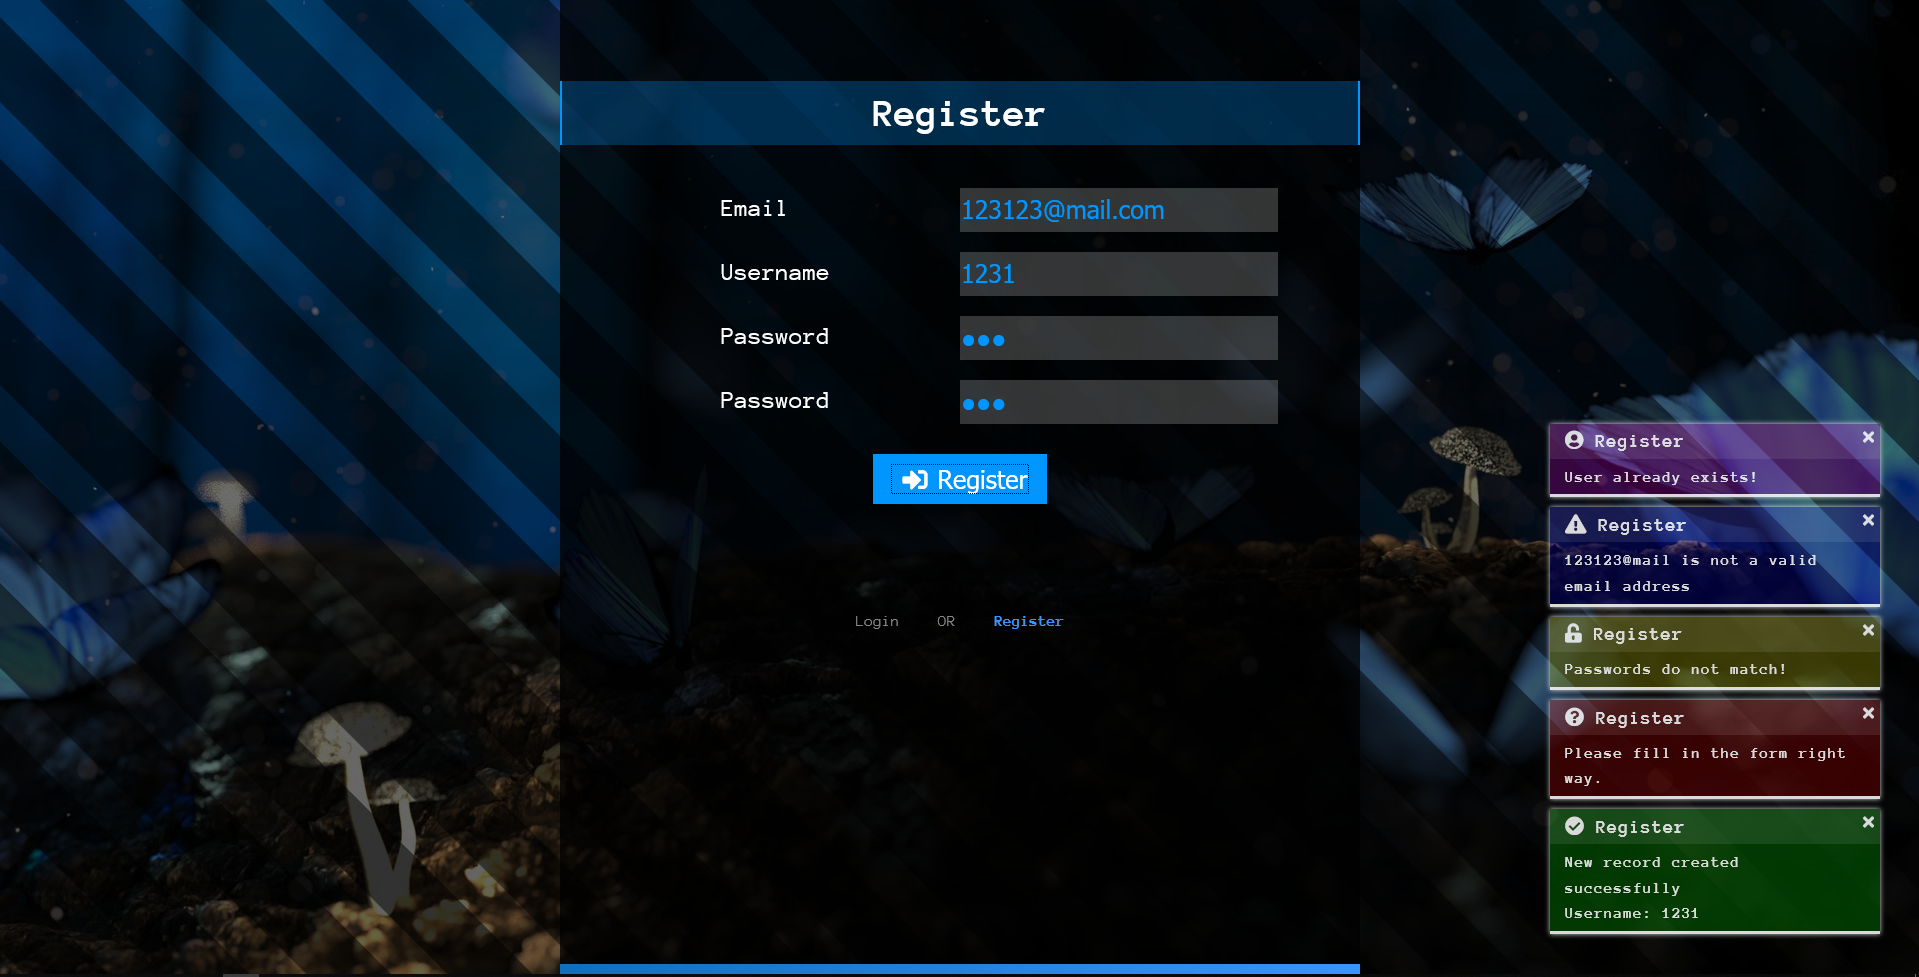 Register
Email
123123@mail.com
Username
1231
Password
Password
Register
Login OR Register
Register
User already exists!
Register
123123@mail is not a valid
email address
Register
Passwords do not match!
Register
Please fill in the form right
way.
Register
New record created
successfully
Username: 1231